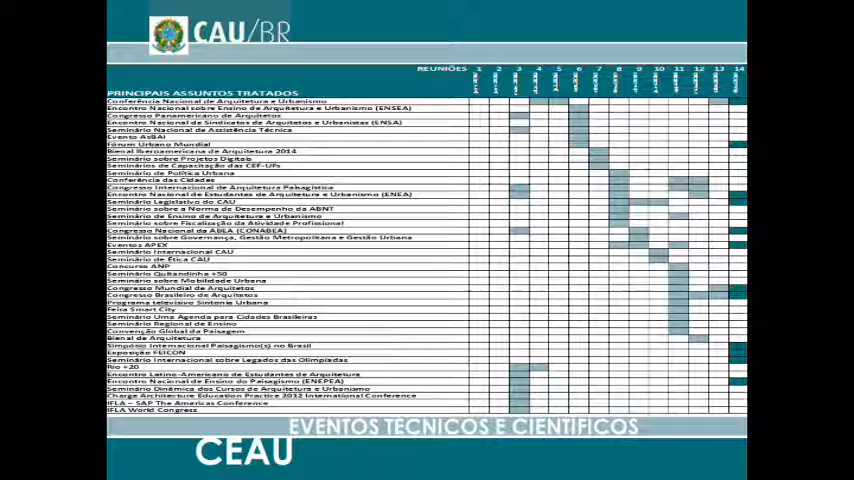 CAU/BR
REUNIÕES 1 2 3 4 5 6 7 8 9 10 11 12 13 14
PRINCIPAIS ASSUNTOS TRATADOS
Conferência Nacional de Arquitetura e Urbanismo
Encontro Nacional sobre Ensino de Arquitetura e Urbanismo (ENSEA)
Congresso Panamericano de Arquitetos
Encontro Nacional de Sindicatos de Arquitetos e Urbanistas (ENSA)
Seminário Nacional de Assistência Técnica
Evento AsBAI
Fórum Urbano Mundial
Bienal Iberoamericana de Arquitetura 2014
Seminário sobre Projetos Digitais
Seminários de Capacitação das CEF-UFs
Seminário de Política Urbana
Conferência das Cidades
Congresso Internacional de Arquitetura Paisagística
Encontro Nacional de Estudantes de Arquitetura e Urbanismo (ENEA)
Seminário Legislativo do CAU
Seminário sobre a Norma de Desempenho da ABNT
Seminário de Ensino de Arquitetura e Urbanismo
Seminário sobre Fiscalização da Atividade Profissional
Congresso Nacional da ABEA (CONABEA)
Seminário sobre Governança, Gestão Metropolitana e Gestão Urbana
Eventos APEX
Seminário Internacional CAU
Seminário de Ética CAU
Concurso ANP
Seminário Quitandinha +50
Seminário sobre Mobilidade Urbana
Congresso Mundial de Arquitetos
Congresso Brasileiro de Arquitetos
Programa televisivo Sintonia Urbana
Feira Smart City
Seminário Uma Agenda para Cidades Brasileiras
Seminário Regional de Ensino
Convenção Global da Paisagem
Bienal de Arquitetura
Simpósio Internacional Paisagismo(s) no Brasil
Exposição FEICON
Seminário Internacional sobre Legados das Olimpíadas
Rio +20
Encontro Latino-Americano de Estudantes de Arquitetura
Encontro Nacional de Ensino do Paisagismo (ENEPEA)
Seminário Dinâmica dos Cursos de Arquitetura e Urbanismo
Charge Architecture Education Practice 2012 International Conference
IFLA – SAP The Americas Conference
IFLA World Congress
EVENTOS TÉCNICOS E CIENTÍFICOS
CEAU